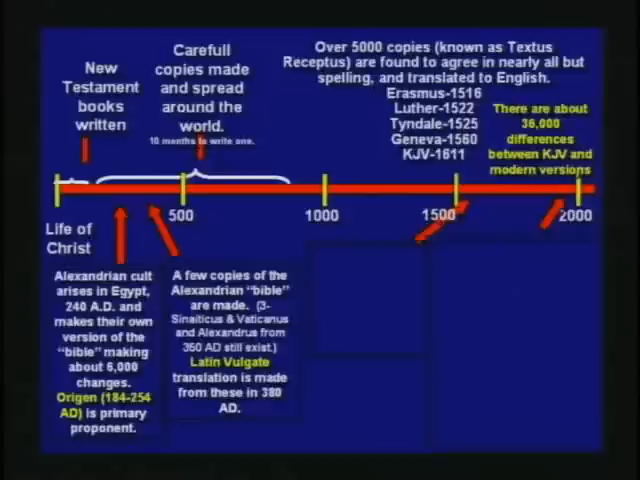 New
Testament
books
written
Carefull
copies made
and spread
around the
world.
10 months to write one.
Over 5000 copies (known as Textus
Receptus) are found to agree in nearly all but
spelling, and translated to English.
Erasmus-1516
Luther-1522
Tyndale-1525
Geneva-1560
KJV-1611
There are about
36,000
differences
between KJV and
modern versions
500
1000
1500
2000
Life of
Christ
Alexandrian cult
arises in Egypt,
240 A.D. and
makes their own
version of the
"bible" making
about 6,000
changes.
Origen (184-254
AD) is primary
proponent.
A few copies of the
Alexandrian "bible"
are made. (3-
Sinaiticus & Vaticanus
and Alexandrus from
350 AD still exist.)
Latin Vulgate
translation is made
from these in 380
AD.